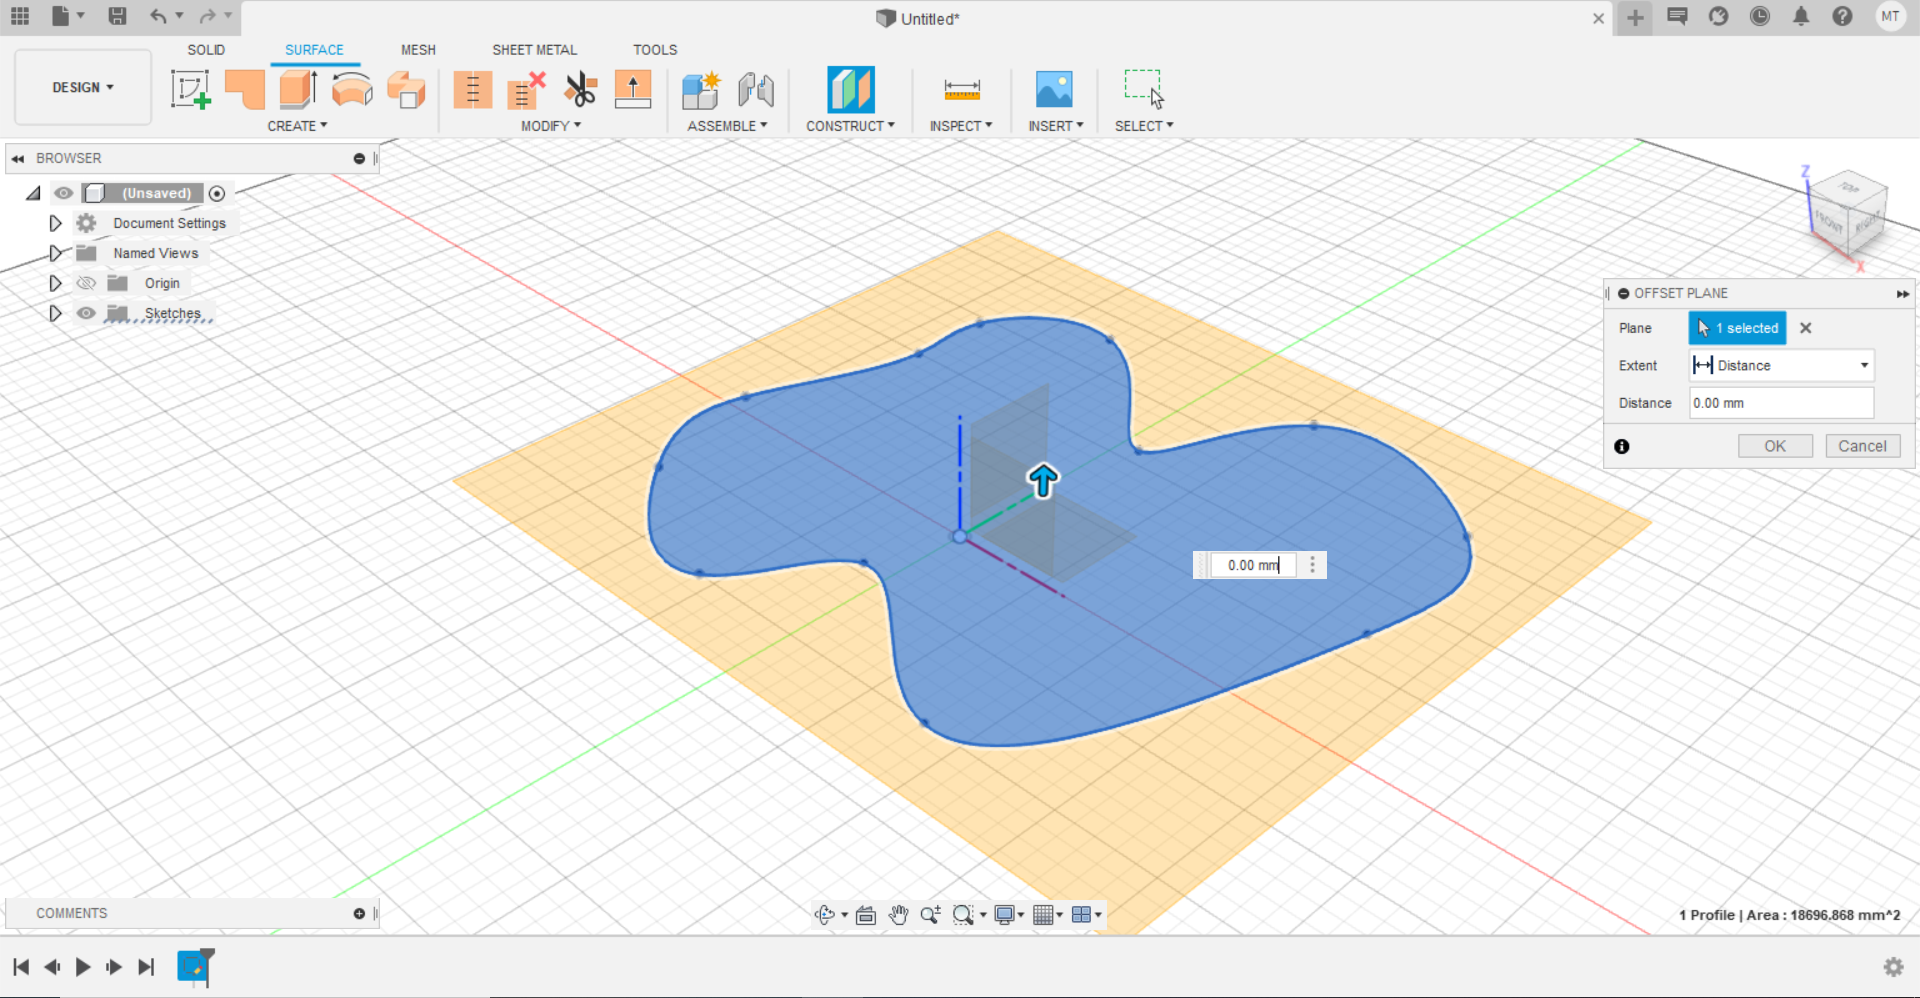 Untitled*
MT
SOLID
SURFACE
MESH
SHEET METAL
TOOLS
DESIGN
CREATE
MODIFY
ASSEMBLE
CONSTRUCT
INSPECT
INSERT
SELECT
BROWSER
(Unsaved)
Document Settings
Named Views
Origin
Sketches
Z
TOP
FRONT
RIGHT
X
OFFSET PLANE
Plane
1 selected
Extent
Distance
Distance
0.00 mm
OK
Cancel
0.00 mm
COMMENTS
1 Profile | Area : 18696.868 mm^2